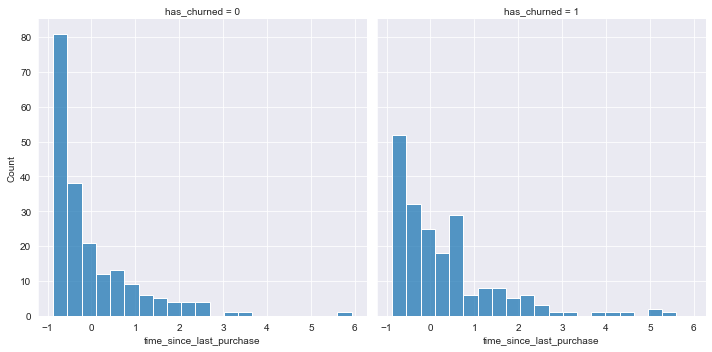 has_churned = 0
has_churned = 1
80
70
60
50
40
30
20
10
0
Count
−1 0 1 2 3 4 5 6
−1 0 1 2 3 4 5 6
time_since_last_purchase
time_since_last_purchase